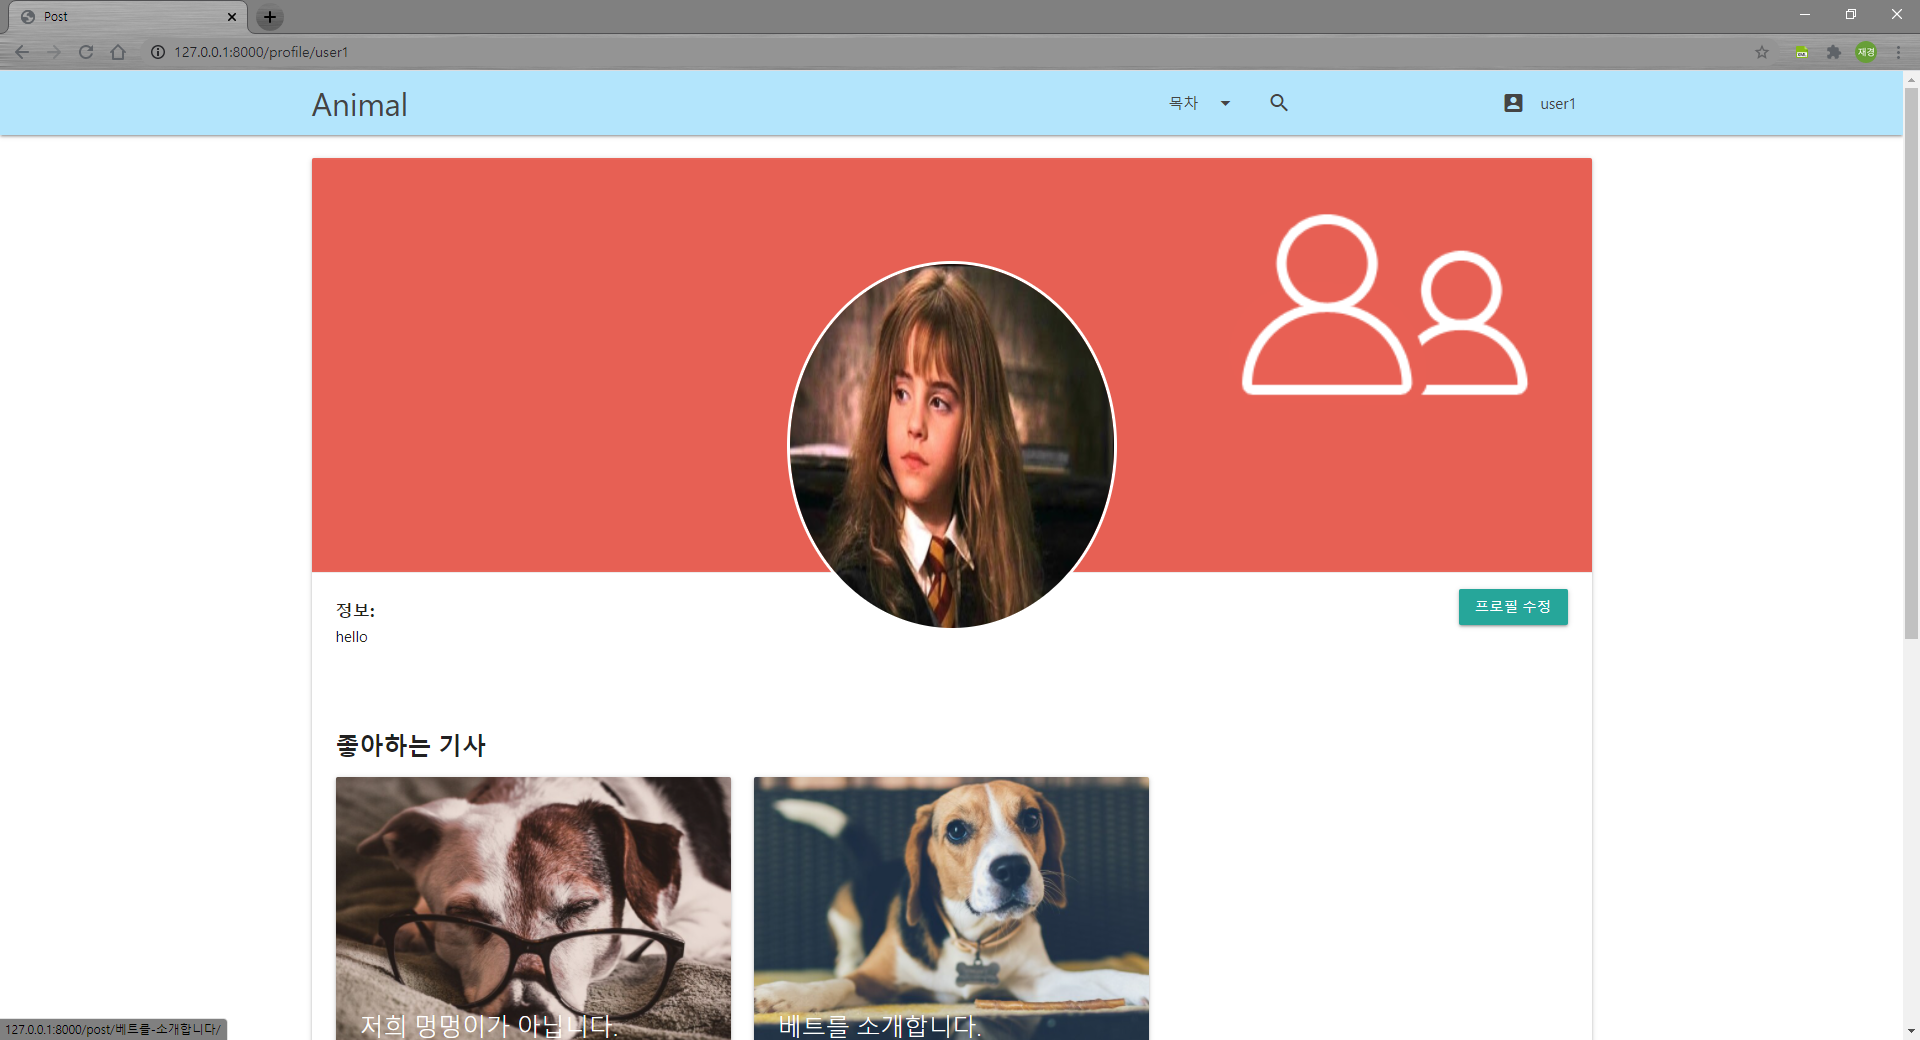 Post
127.0.0.1:8000/profile/user1
재경
Animal
목차
user1
정보:
hello
프로필 수정
좋아하는 기사
저희 멍멍이가 아닙니다.
베트를 소개합니다.
127.0.0.1:8000/post/베트를-소개합니다/